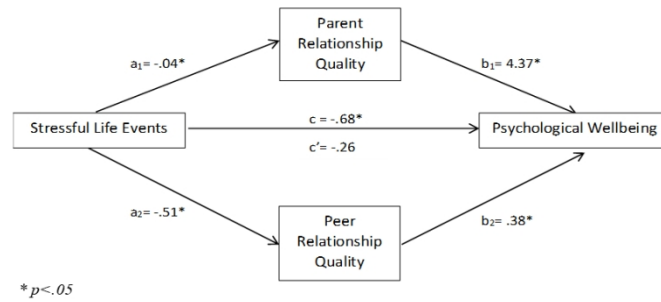 Parent
Relationship
Quality
a₁= -.04*
b₁= 4.37*
Stressful Life Events
c = -.68*
c'= -.26
Psychological Wellbeing
a₂= -.51*
b₂= .38*
Peer
Relationship
Quality
* p<.05